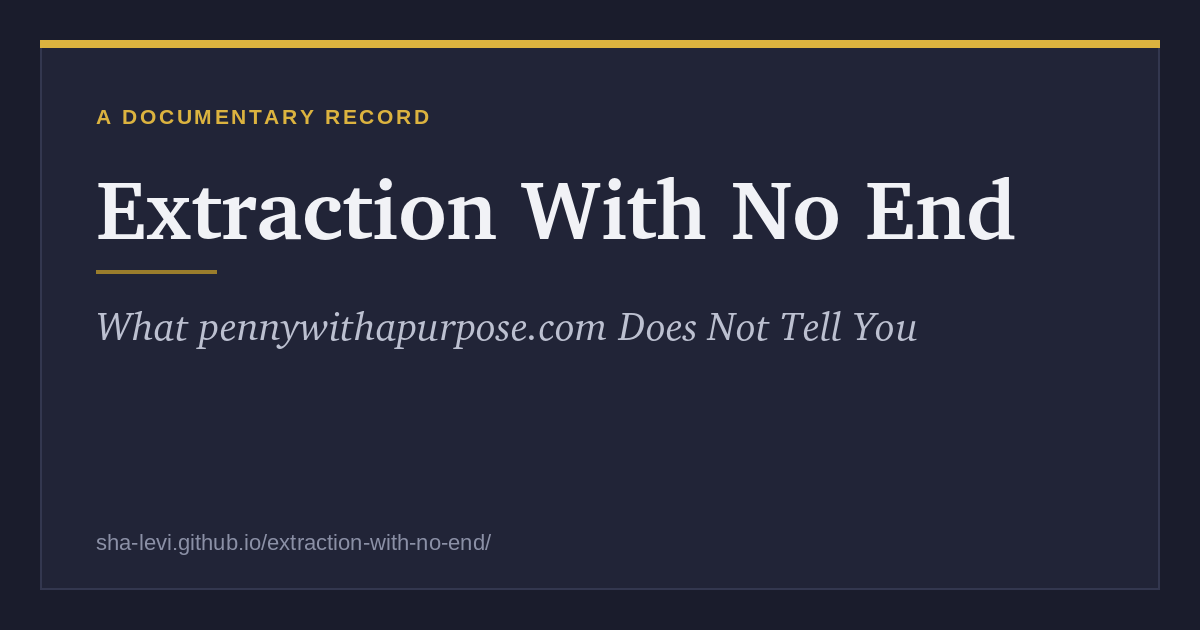 A DOCUMENTARY RECORD
Extraction With No End
What pennywithapurpose.com Does Not Tell You
sha-levi.github.io/extraction-with-no-end/